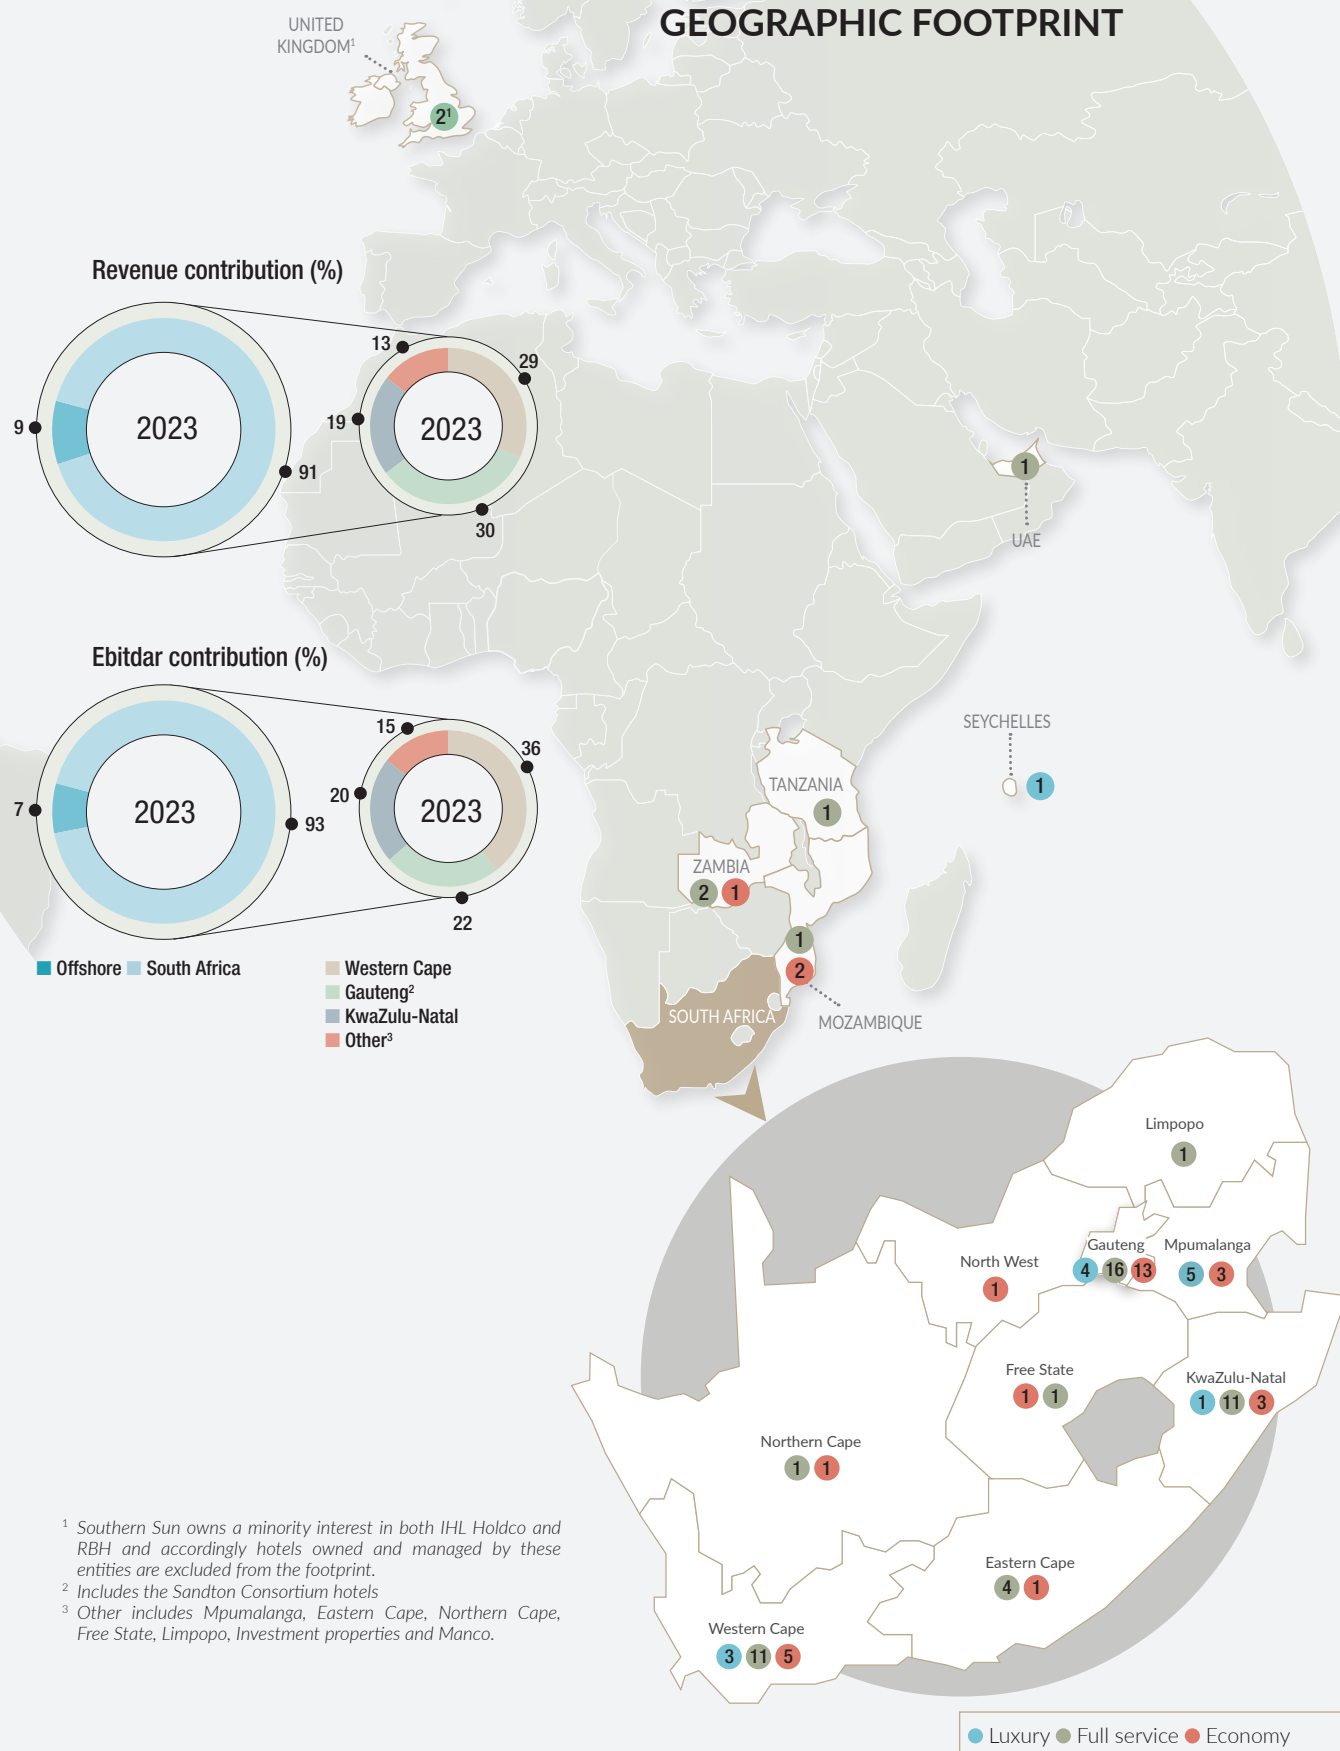 GEOGRAPHIC FOOTPRINT
UNITED
KINGDOM¹
2¹
Revenue contribution (%)
13
29
19
9
2023
2023
91
30
1
UAE
Ebitdar contribution (%)
15
36
20
7
2023
2023
93
22
Offshore South Africa
Western Cape
Gauteng²
KwaZulu-Natal
Other³
SEYCHELLES
1
TANZANIA
1
ZAMBIA
2 1
1
2
SOUTH AFRICA
MOZAMBIQUE
Limpopo
1
Gauteng
4 16 13
Mpumalanga
5 3
North West
1
Free State
1 1
KwaZulu-Natal
1 11 3
Northern Cape
1 1
Eastern Cape
4 1
Western Cape
3 11 5
¹ Southern Sun owns a minority interest in both IHL Holdco and
RBH and accordingly hotels owned and managed by these
entities are excluded from the footprint.
² Includes the Sandton Consortium hotels
³ Other includes Mpumalanga, Eastern Cape, Northern Cape,
Free State, Limpopo, Investment properties and Manco.
Luxury Full service Economy